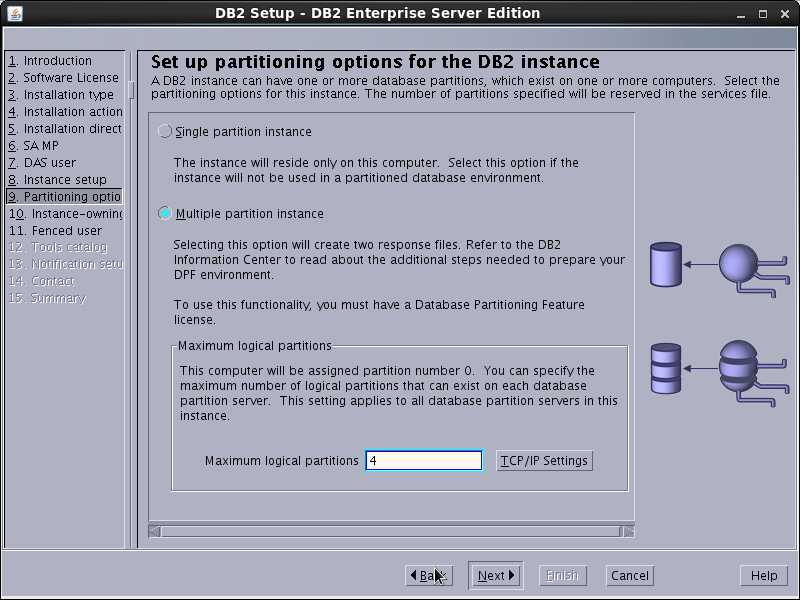 DB2 Setup - DB2 Enterprise Server Edition
1. Introduction
2. Software License
3. Installation type
4. Installation action
5. Installation direct
6. SA MP
7. DAS user
8. Instance setup
9. Partitioning optio
10. Instance-owning
11. Fenced user
12. Tools catalog
13. Notification setu
14. Contact
15. Summary
Set up partitioning options for the DB2 instance
A DB2 instance can have one or more database partitions, which exist on one or more computers. Select the
partitioning options for this instance. The number of partitions specified will be reserved in the services file.
Single partition instance
The instance will reside only on this computer. Select this option if the
instance will not be used in a partitioned database environment.
Multiple partition instance
Selecting this option will create two response files. Refer to the DB2
Information Center to read about the additional steps needed to prepare your
DPF environment.
To use this functionality, you must have a Database Partitioning Feature
license.
Maximum logical partitions
This computer will be assigned partition number 0. You can specify the
maximum number of logical partitions that can exist on each database
partition server. This setting applies to all database partition servers in this
instance.
Maximum logical partitions 4 TCP/IP Settings
Back Next Finish Cancel Help